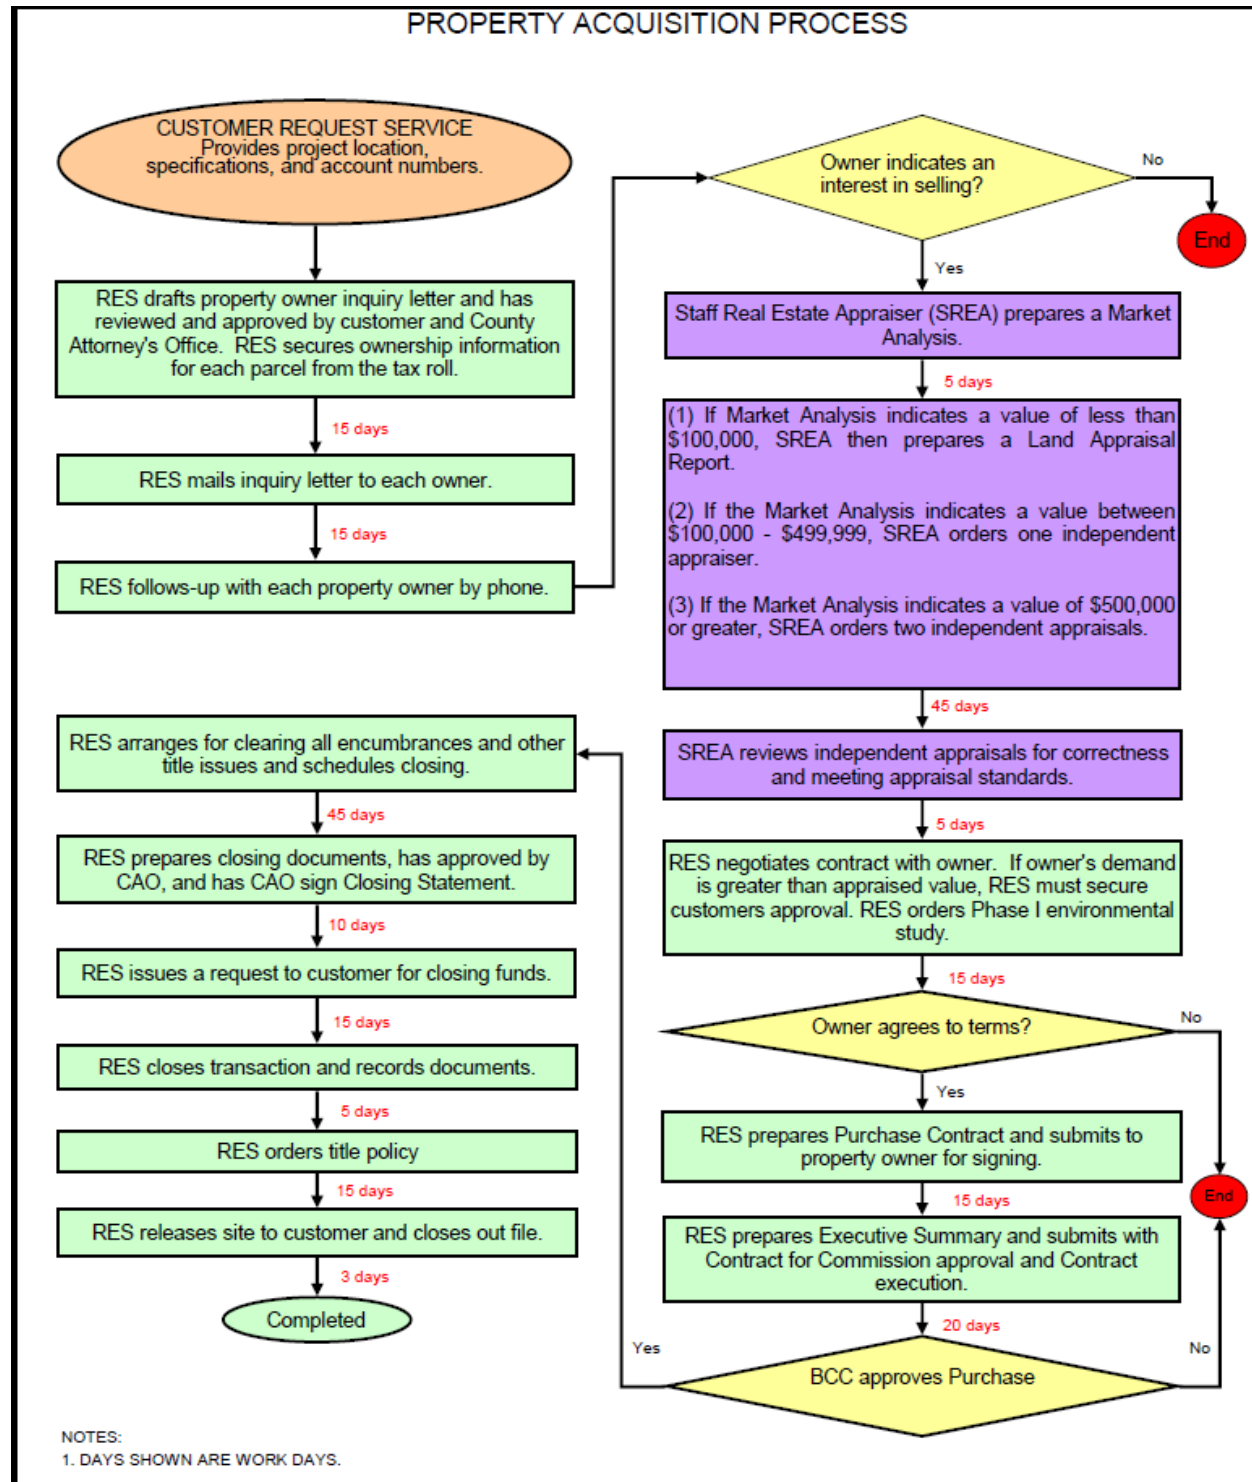 PROPERTY ACQUISITION PROCESS
CUSTOMER REQUEST SERVICE
Provides project location,
specifications, and account numbers.
RES drafts property owner inquiry letter and has
reviewed and approved by customer and County
Attorney's Office. RES secures ownership information
for each parcel from the tax roll.
15 days
RES mails inquiry letter to each owner.
15 days
RES follows-up with each property owner by phone.
Owner indicates an
interest in selling?
No
End
Yes
Staff Real Estate Appraiser (SREA) prepares a Market
Analysis.
5 days
(1) If Market Analysis indicates a value of less than
$100,000, SREA then prepares a Land Appraisal
Report.
(2) If the Market Analysis indicates a value between
$100,000 - $499,999, SREA orders one independent
appraiser.
(3) If the Market Analysis indicates a value of $500,000
or greater, SREA orders two independent appraisals.
45 days
SREA reviews independent appraisals for correctness
and meeting appraisal standards.
5 days
RES negotiates contract with owner. If owner's demand
is greater than appraised value, RES must secure
customers approval. RES orders Phase I environmental
study.
15 days
Owner agrees to terms?
No
Yes
RES prepares Purchase Contract and submits to
property owner for signing.
End
15 days
RES prepares Executive Summary and submits with
Contract for Commission approval and Contract
execution.
20 days
BCC approves Purchase
No
Yes
RES arranges for clearing all encumbrances and other
title issues and schedules closing.
45 days
RES prepares closing documents, has approved by
CAO, and has CAO sign Closing Statement.
10 days
RES issues a request to customer for closing funds.
15 days
RES closes transaction and records documents.
5 days
RES orders title policy
15 days
RES releases site to customer and closes out file.
3 days
Completed
NOTES:
1. DAYS SHOWN ARE WORK DAYS.